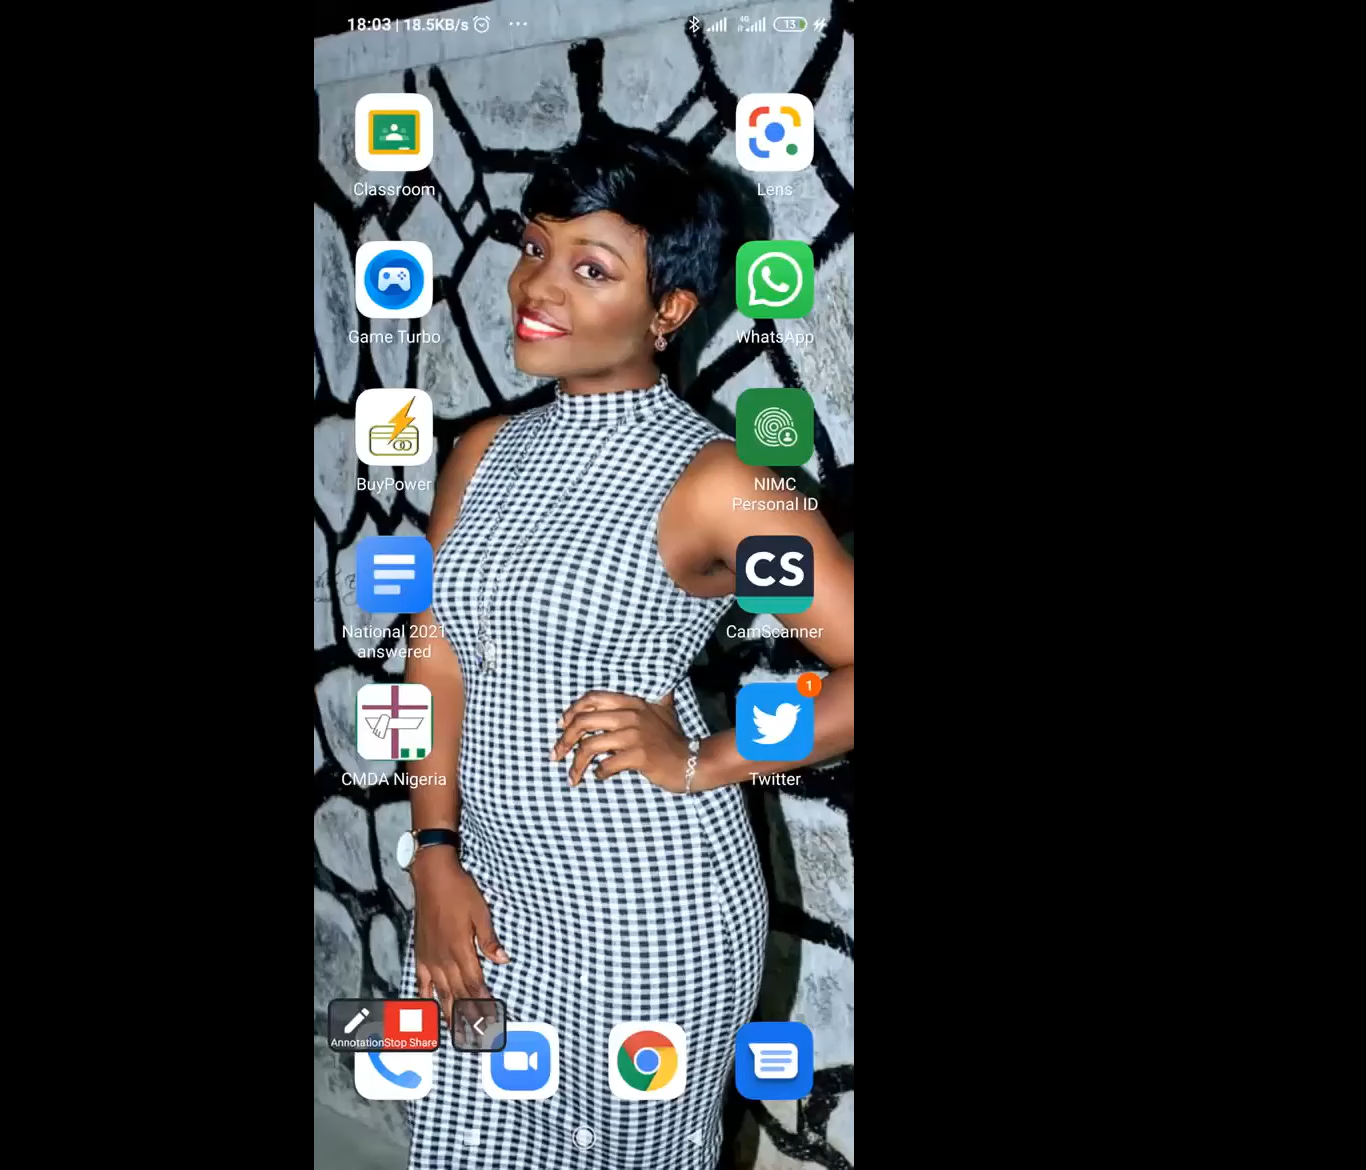 18:03 | 18.5KB/s
4G
13
Classroom
Lens
Game Turbo
WhatsApp
BuyPower
NIMC
Personal ID
CS
National 2021
answered
CamScanner
1
CMDA Nigeria
Twitter
Annotation
Stop Share